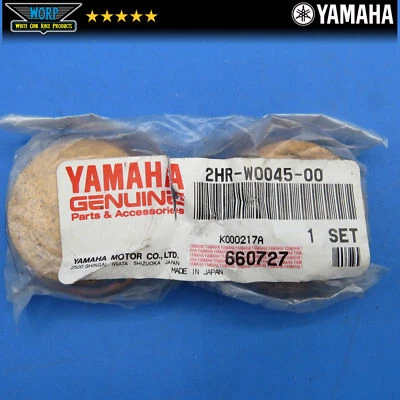 WORP
WHITE OAK RACE PRODUCTS
YAMAHA
YAMAHA
GENUINE
Parts & Accessories
YAMAHA MOTOR CO., LTD.
2500 SHINGAI IWATA SHIZUOKA JAPAN
MADE IN JAPAN
2HR-W0045-00
K000217A
1 SET
660727